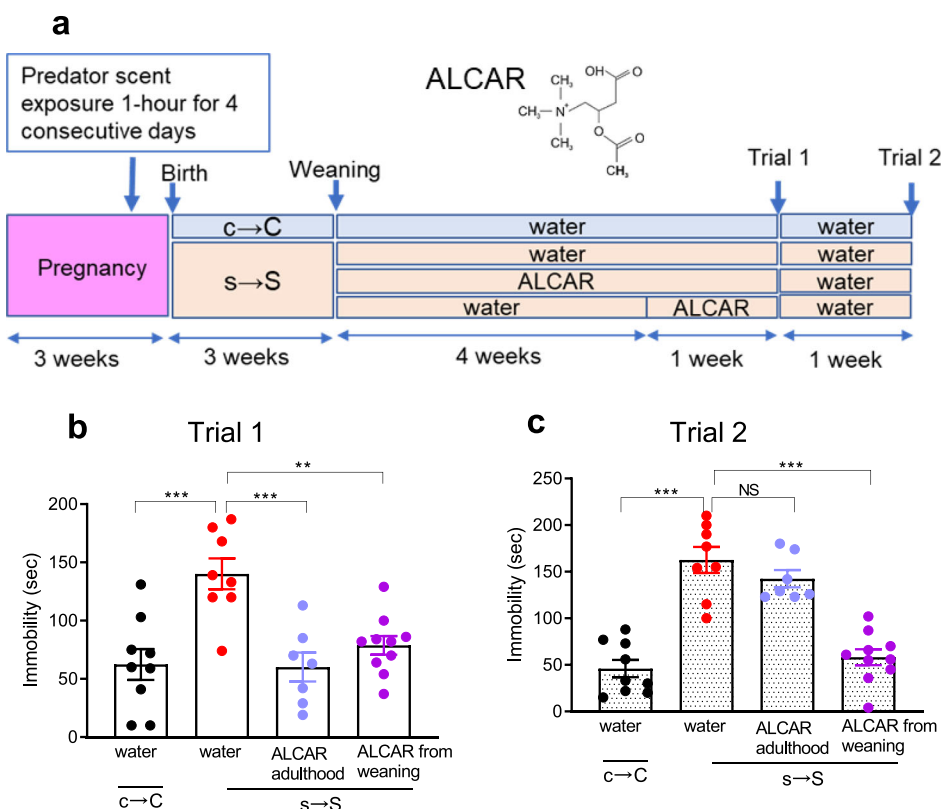 a
Predator scent
exposure 1-hour for 4
consecutive days
ALCAR
OH
O
CH₃
CH₃
N⁺
CH₃
O
O
CH₃
Birth
Weaning
Trial 1
Trial 2
Pregnancy
c→C
water
water
water
water
s→S
ALCAR
water
water
ALCAR
water
3 weeks
3 weeks
4 weeks
1 week
1 week
b
Trial 1
Immobility (sec)
200
150
100
50
0
***
***
**
water
water
ALCAR
adulthood
ALCAR from
weaning
c→C
s→S
c
Trial 2
Immobility (sec)
250
200
150
100
50
0
***
NS
***
water
water
ALCAR
adulthood
ALCAR from
weaning
c→C
s→S